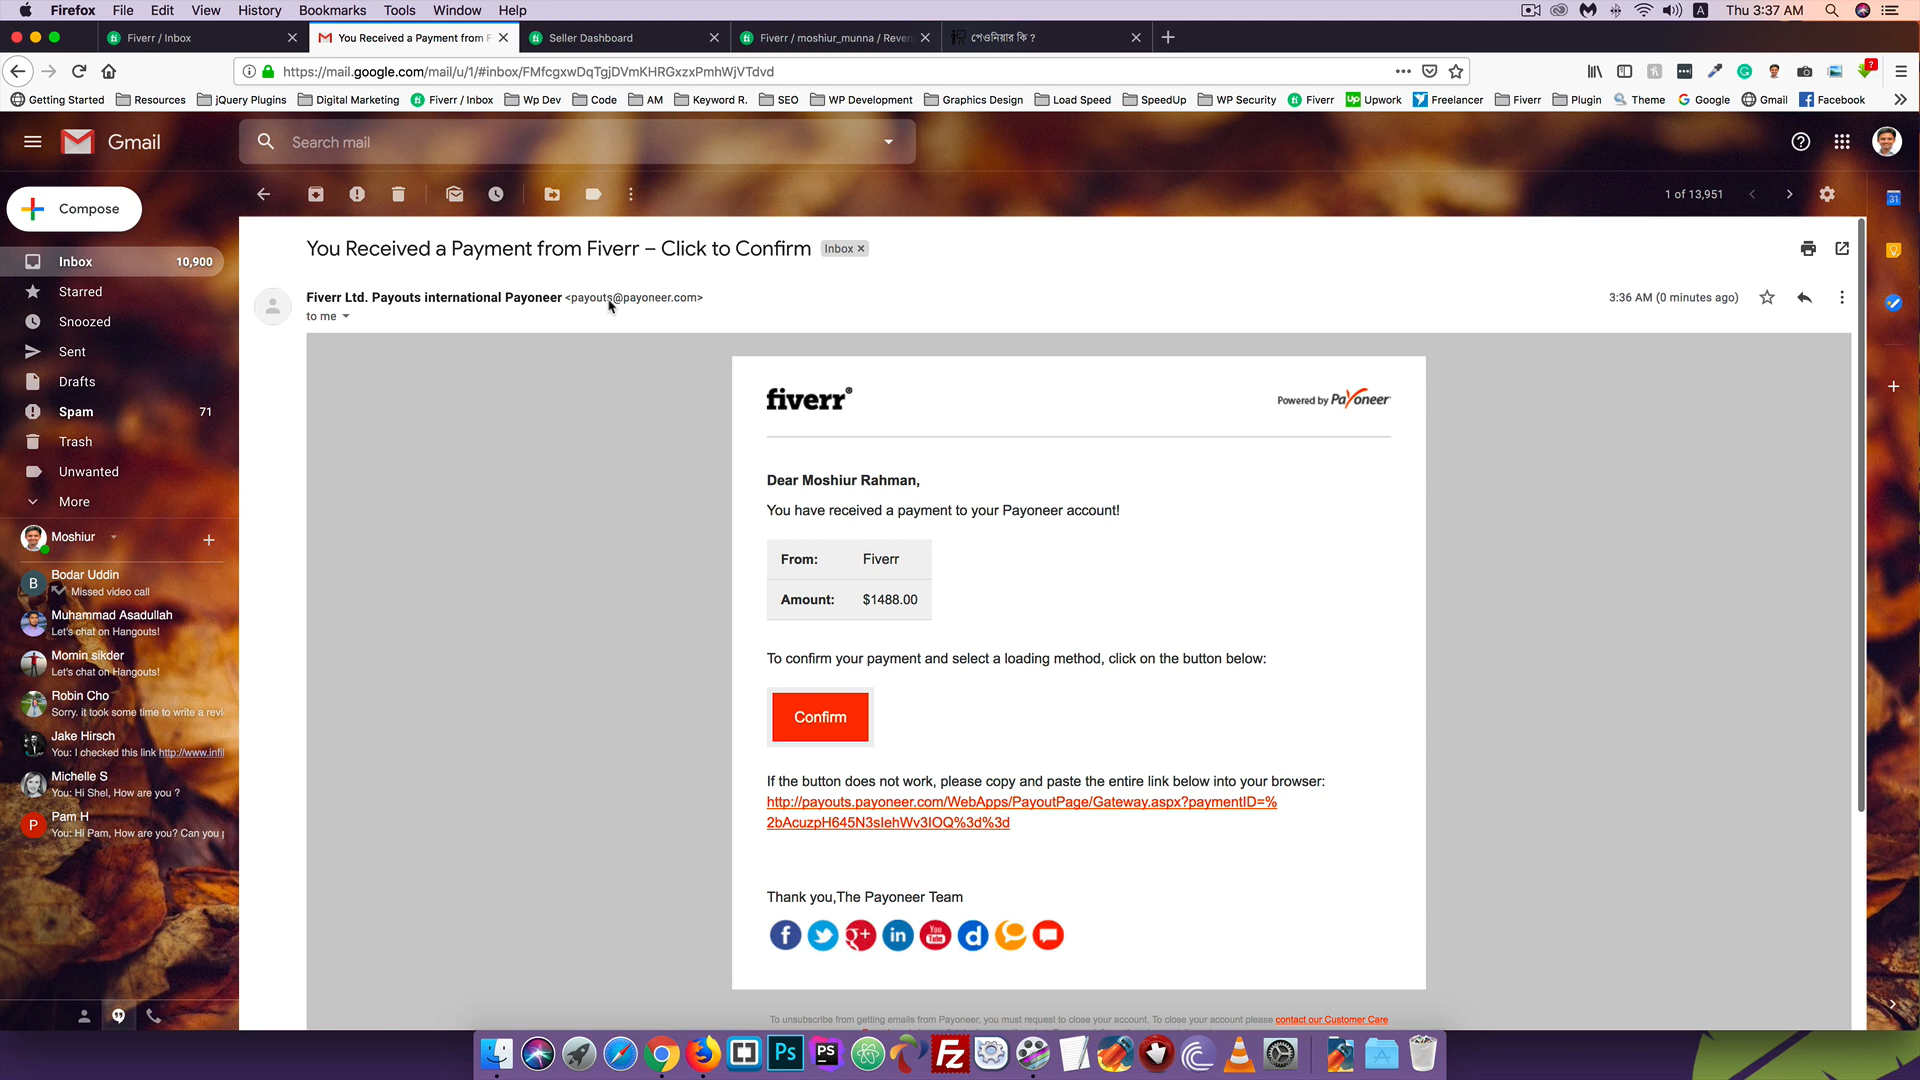 Firefox File Edit View History Bookmarks Tools Window Help Thu 3:37 AM
Fiverr / Inbox
You Received a Payment from F
Seller Dashboard
Fiverr / moshiur_munna / Reven
পেওনিয়ার কি ?
https://mail.google.com/mail/u/1/#inbox/FMfcgxwDqTgjDVmKHRGxzxPmhWjVTdvd
Getting Started Resources jQuery Plugins Digital Marketing Fiverr / Inbox Wp Dev Code AM Keyword R. SEO WP Development Graphics Design Load Speed SpeedUp WP Security Fiverr Upwork Freelancer Fiverr Plugin Theme Google Gmail Facebook
Gmail
Search mail
Compose
1 of 13,951
Inbox 10,900
Starred
Snoozed
Sent
Drafts
Spam 71
Trash
Unwanted
More
Moshiur
B
Bodar Uddin
Missed video call
Muhammad Asadullah
Let's chat on Hangouts!
Momin sikder
Let's chat on Hangouts!
Robin Cho
Sorry. it took some time to write a revi
Jake Hirsch
You: I checked this link http://www.infil
Michelle S
You: Hi Shel, How are you ?
P
Pam H
You: Hi Pam, How are you? Can you p
You Received a Payment from Fiverr – Click to Confirm Inbox x
Fiverr Ltd. Payouts international Payoneer <payouts@payoneer.com>
3:36 AM (0 minutes ago)
to me
fiverr®
Powered by Payoneer
Dear Moshiur Rahman,
You have received a payment to your Payoneer account!
From: Fiverr
Amount: $1488.00
To confirm your payment and select a loading method, click on the button below:
Confirm
If the button does not work, please copy and paste the entire link below into your browser:
http://payouts.payoneer.com/WebApps/PayoutPage/Gateway.aspx?paymentID=%
2bAcuzpH645N3sIehWv3IOQ%3d%3d
Thank you,The Payoneer Team
To unsubscribe from getting emails from Payoneer, you must request to close your account. To close your account please contact our Customer Care
Ps
PS
Fz